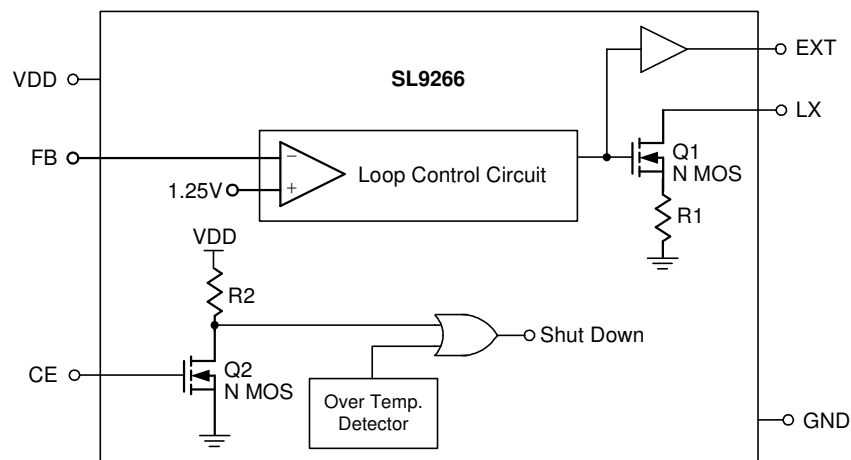 EXT
VDD
SL9266
LX
FB
−
Q1
Loop Control Circuit
N MOS
1.25V
+
R1
VDD
R2
Shut Down
Q2
CE
N MOS
Over Temp.
Detector
GND